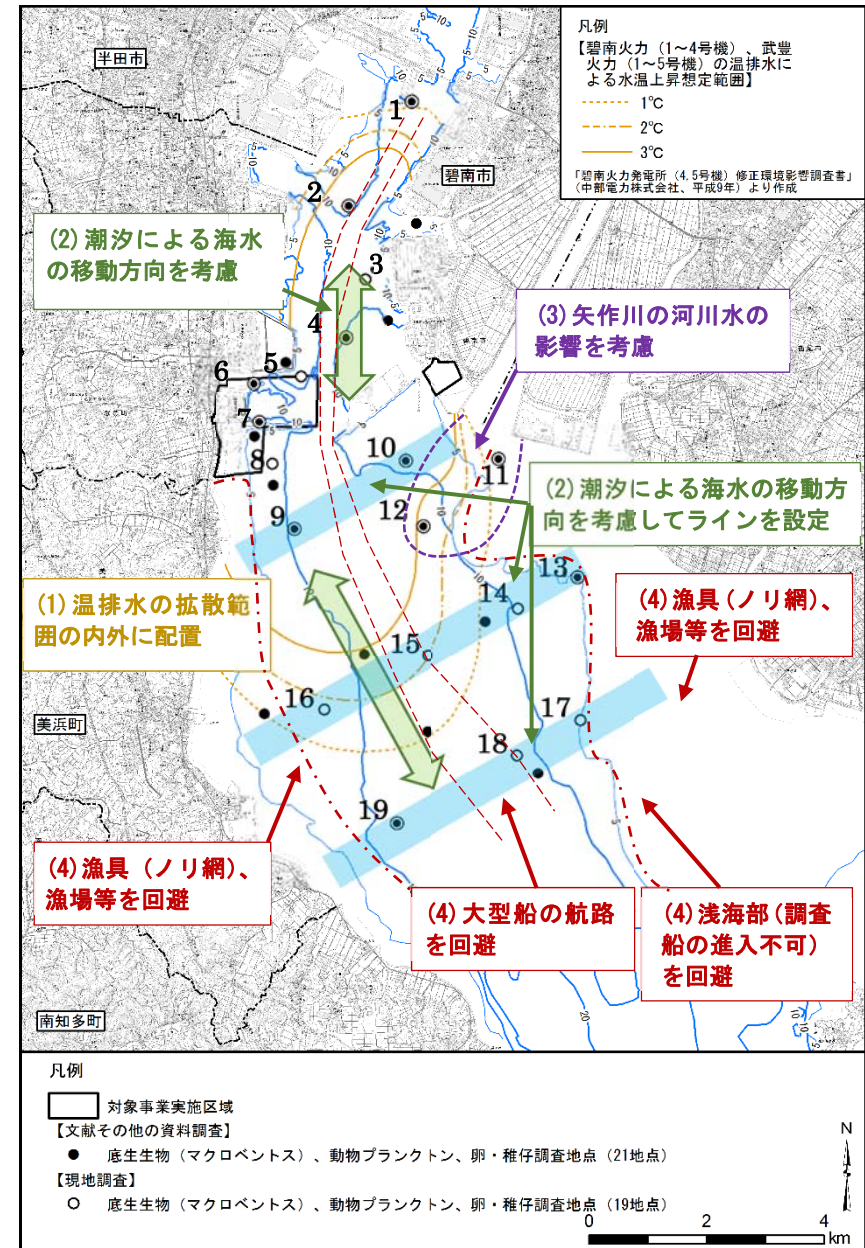 半田市
凡例
【碧南火力(1～4号機)、武豊
火力(1～5号機)の温排水に
よる水温上昇想定範囲】
1℃
2℃
3℃
「碧南火力発電所(4.5号機)修正環境影響調査書」
(中部電力株式会社、平成9年)より作成
1
碧南市
2
(2)潮汐による海水
の移動方向を考慮
3
4
(3)矢作川の河川水の
影響を考慮
5
6
7
8
9
10
11
12
(2)潮汐による海水の移動方
向を考慮してラインを設定
13
14
(1)温排水の拡散範
囲の内外に配置
(4)漁具(ノリ網)、
漁場等を回避
15
16
美浜町
17
18
19
(4)漁具(ノリ網)、
漁場等を回避
(4)大型船の航路
を回避
(4)浅海部(調査
船の進入不可)
を回避
南知多町
20
凡例
対象事業実施区域
【文献その他の資料調査】
● 底生生物(マクロベントス)、動物プランクトン、卵・稚仔調査地点(21地点)
【現地調査】
○ 底生生物(マクロベントス)、動物プランクトン、卵・稚仔調査地点(19地点)
N
0 2 4
km